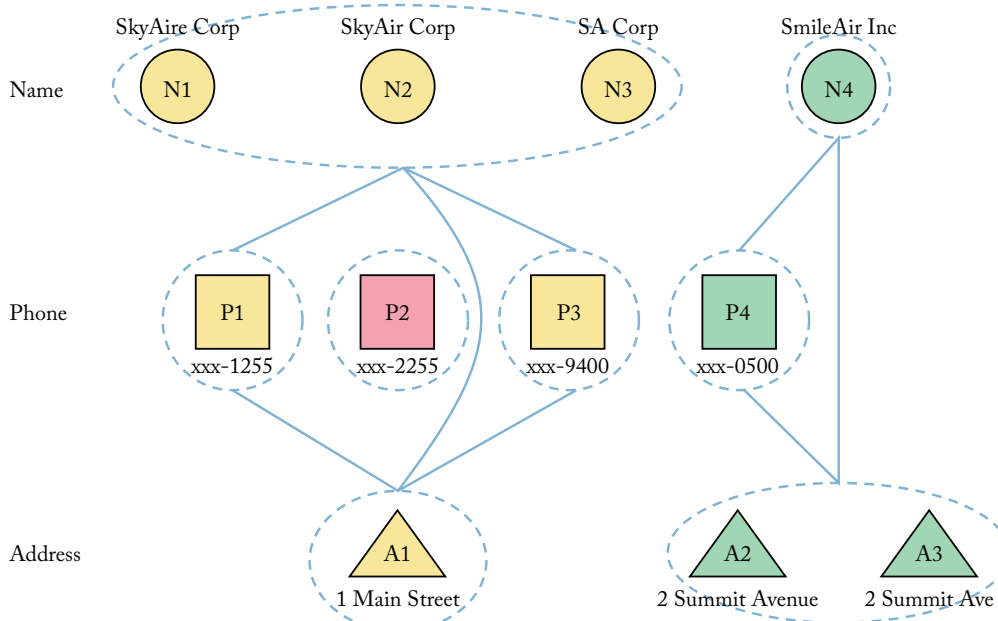 SkyAire Corp SkyAir Corp SA Corp SmileAir Inc
Name N1 N2 N3 N4
Phone P1 P2 P3 P4
xxx-1255 xxx-2255 xxx-9400 xxx-0500
Address A1 A2 A3
1 Main Street 2 Summit Avenue 2 Summit Ave